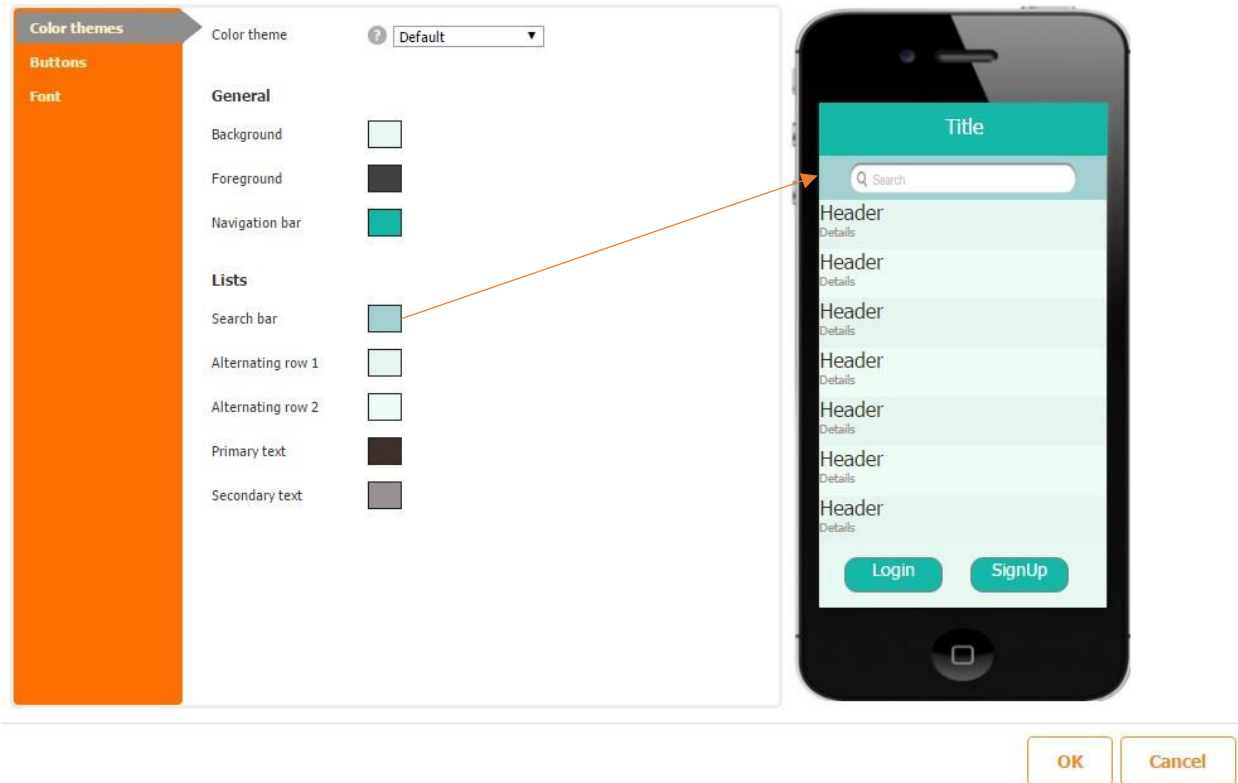 Color themes
Buttons
Font
Color theme ? Default
General
Background
Foreground
Navigation bar
Lists
Search bar
Alternating row 1
Alternating row 2
Primary text
Secondary text
Title
Search
Header
Details
Header
Details
Header
Details
Header
Details
Header
Details
Header
Details
Header
Details
Login SignUp
OK Cancel